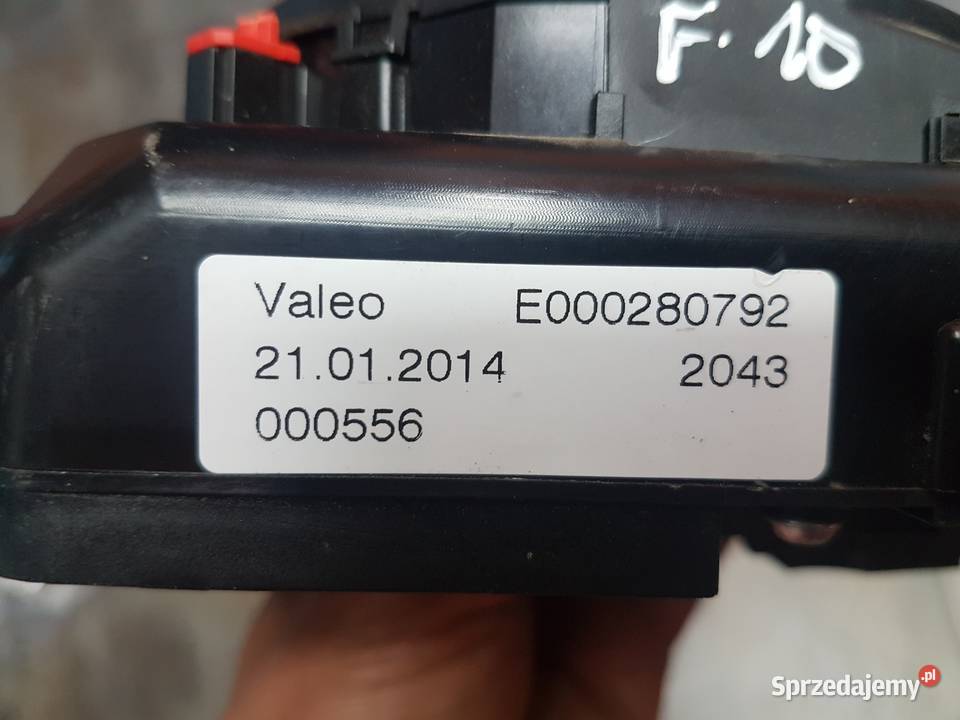 F.10
Valeo E000280792
21.01.2014 2043
000556
Sprzedajemy.pl